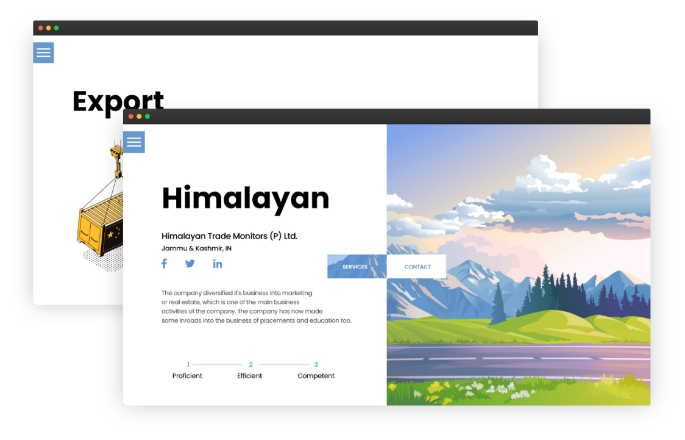 Export
Himalayan
Himalayan Trade Monitors (P) Ltd.
Jammu & Kashmir, IN
SERVICES
CONTACT
The company diversified it's business into marketing
or real estate, which is one of the main business
activities of the company. The company has now made
some inroads into the business of placements and education too.
1 2 3
Proficient Efficient Competent